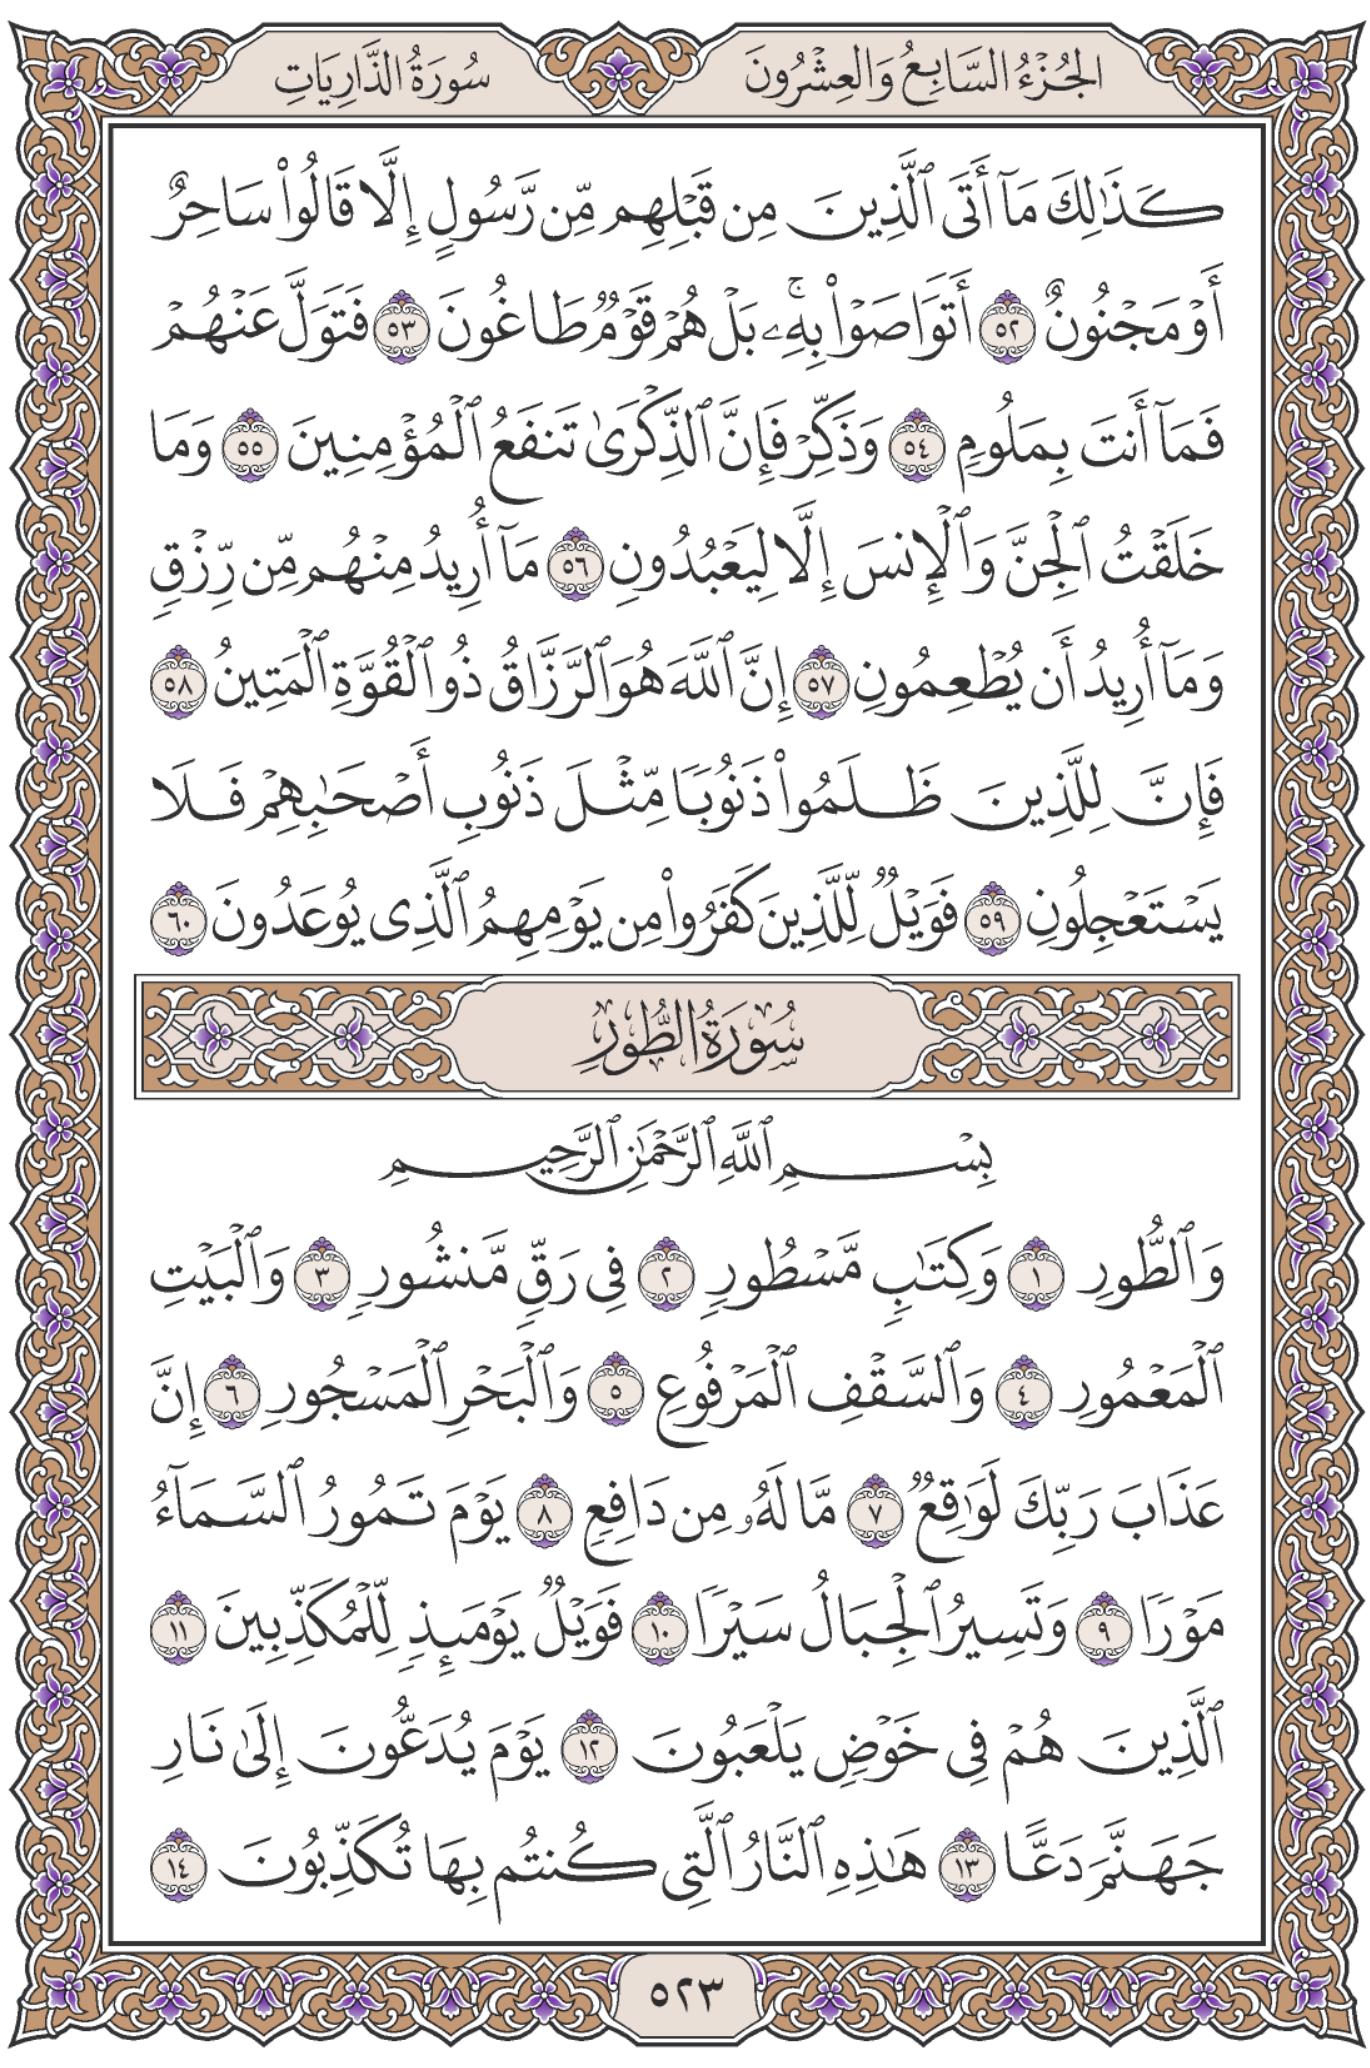 الجُزْءُ السَّابِعُ وَالعِشْرُونَ
سُورَةُ الذَّارِيَاتِ
كَذَٰلِكَ مَآ أَتَى ٱلَّذِينَ مِن قَبْلِهِم مِّن رَّسُولٍ إِلَّا قَالُوا۟ سَاحِرٌ
أَوْ مَجْنُونٌ ٥٢ أَتَوَاصَوْا۟ بِهِۦۚ بَلْ هُمْ قَوْمٌ طَاغُونَ ٥٣ فَتَوَلَّ عَنْهُمْ
فَمَآ أَنتَ بِمَلُومٍ ٥٤ وَذَكِّرْ فَإِنَّ ٱلذِّكْرَىٰ تَنفَعُ ٱلْمُؤْمِنِينَ ٥٥ وَمَا
خَلَقْتُ ٱلْجِنَّ وَٱلْإِنسَ إِلَّا لِيَعْبُدُونِ ٥٦ مَآ أُرِيدُ مِنْهُم مِّن رِّزْقٍ
وَمَآ أُرِيدُ أَن يُطْعِمُونِ ٥٧ إِنَّ ٱللَّهَ هُوَ ٱلرَّزَّاقُ ذُو ٱلْقُوَّةِ ٱلْمَتِينُ ٥٨
فَإِنَّ لِلَّذِينَ ظَلَمُوا۟ ذَنُوبًا مِّثْلَ ذَنُوبِ أَصْحَٰبِهِمْ فَلَا
يَسْتَعْجِلُونِ ٥٩ فَوَيْلٌ لِّلَّذِينَ كَفَرُوا۟ مِن يَوْمِهِمُ ٱلَّذِى يُوعَدُونَ ٦٠
سُورَةُ الطُّورِ
بِسْمِ ٱللَّهِ ٱلرَّحْمَٰنِ ٱلرَّحِيمِ
وَٱلطُّورِ ١ وَكِتَٰبٍ مَّسْطُورٍ ٢ فِى رَقٍّ مَّنشُورٍ ٣ وَٱلْبَيْتِ
ٱلْمَعْمُورِ ٤ وَٱلسَّقْفِ ٱلْمَرْفُوعِ ٥ وَٱلْبَحْرِ ٱلْمَسْجُورِ ٦ إِنَّ
عَذَابَ رَبِّكَ لَوَٰقِعٌ ٧ مَّا لَهُۥ مِن دَافِعٍ ٨ يَوْمَ تَمُورُ ٱلسَّمَآءُ
مَوْرًا ٩ وَتَسِيرُ ٱلْجِبَالُ سَيْرًا ١٠ فَوَيْلٌ يَوْمَئِذٍ لِّلْمُكَذِّبِينَ ١١
ٱلَّذِينَ هُمْ فِى خَوْضٍ يَلْعَبُونَ ١٢ يَوْمَ يُدَعُّونَ إِلَىٰ نَارِ
جَهَنَّمَ دَعًّا ١٣ هَٰذِهِ ٱلنَّارُ ٱلَّتِى كُنتُم بِهَا تُكَذِّبُونَ ١٤
٥٢٣